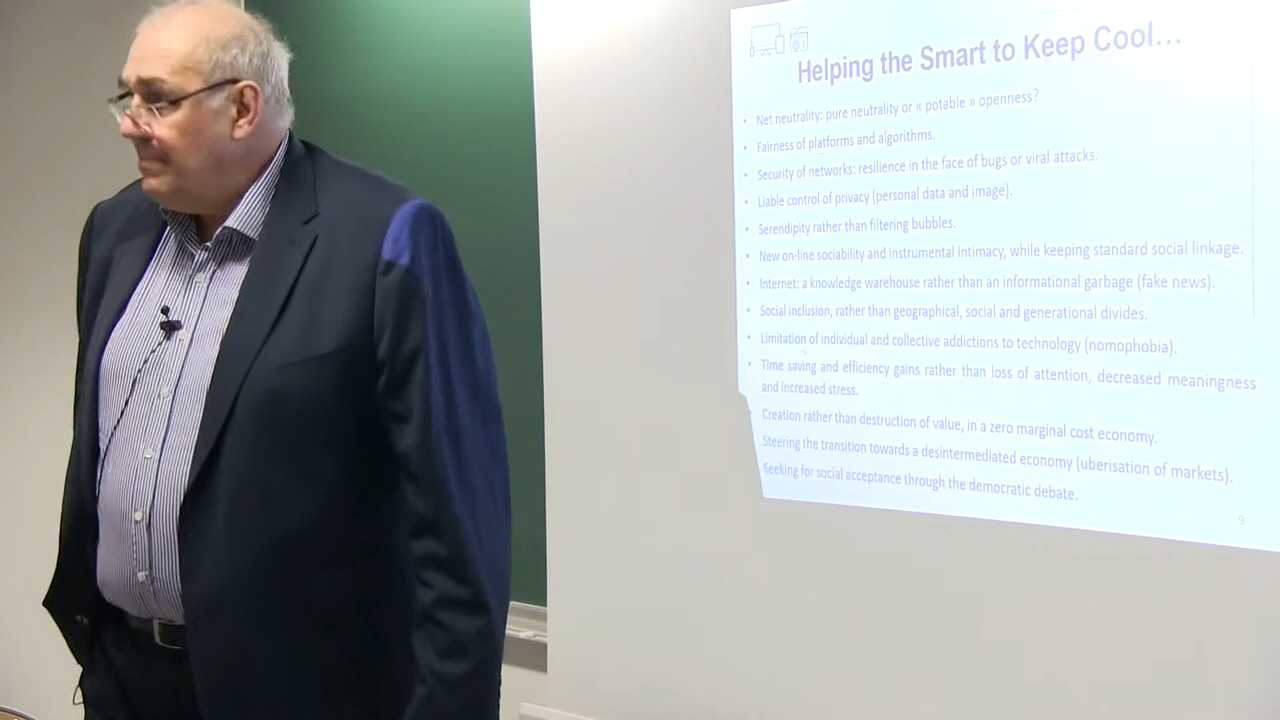 Helping the Smart to Keep Cool...
• Net neutrality: pure neutrality or « potable » openness?
• Fairness of platforms and algorithms.
• Security of networks: resilience in the face of bugs or viral attacks.
• Liable control of privacy (personal data and image).
• Serendipity rather than filtering bubbles.
• New on-line sociability and instrumental intimacy, while keeping standard social linkage.
• Internet: a knowledge warehouse rather than an informational garbage (fake news).
• Social inclusion, rather than geographical, social and generational divides.
• Limitation of individual and collective addictions to technology (nomophobia).
• Time saving and efficiency gains rather than loss of attention, decreased meaningness
and increased stress.
Creation rather than destruction of value, in a zero marginal cost economy.
Steering the transition towards a desintermediated economy (uberisation of markets).
Seeking for social acceptance through the democratic debate.
9